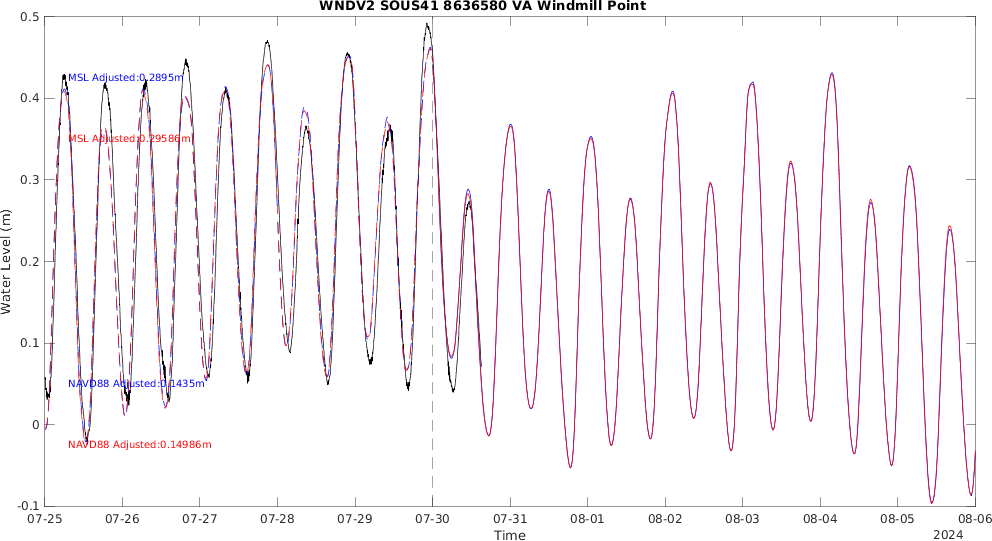 WNDV2 SOUS41 8636580 VA Windmill Point
Water Level (m)
0.5
0.4
0.3
0.2
0.1
0
-0.1
MSL Adjusted:0.2895m
MSL Adjusted:0.29586m
NAVD88 Adjusted:0.1435m
NAVD88 Adjusted:0.14986m
07-25 07-26 07-27 07-28 07-29 07-30 07-31 08-01 08-02 08-03 08-04 08-05 08-06
Time
2024